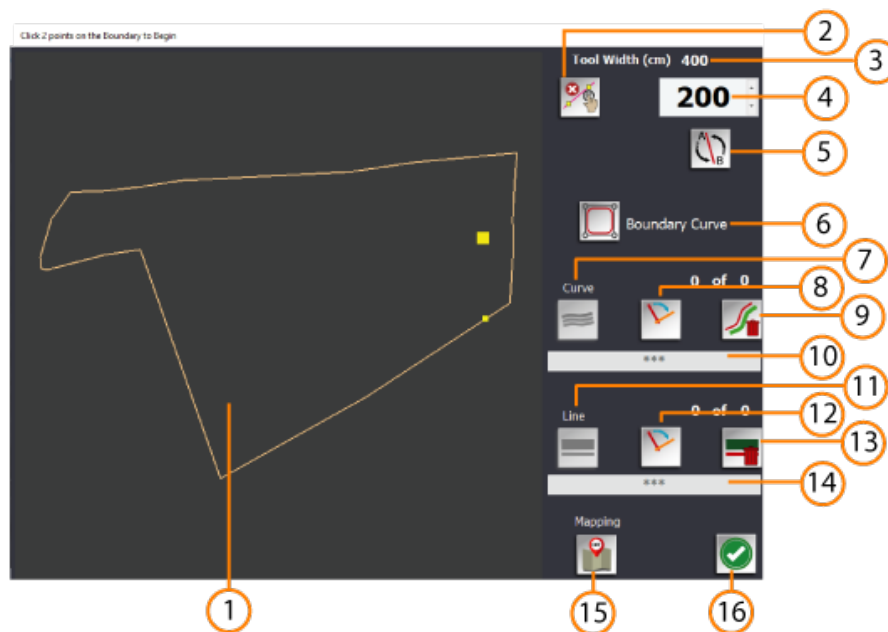 Click 2 points on the Boundary to Begin
2
Tool Width (cm) 400
3
200
4
A
B
5
Boundary Curve
6
7
Curve
0 of 0
8
9
***
10
11
Line
0 of 0
12
13
***
14
Mapping
1
15
16